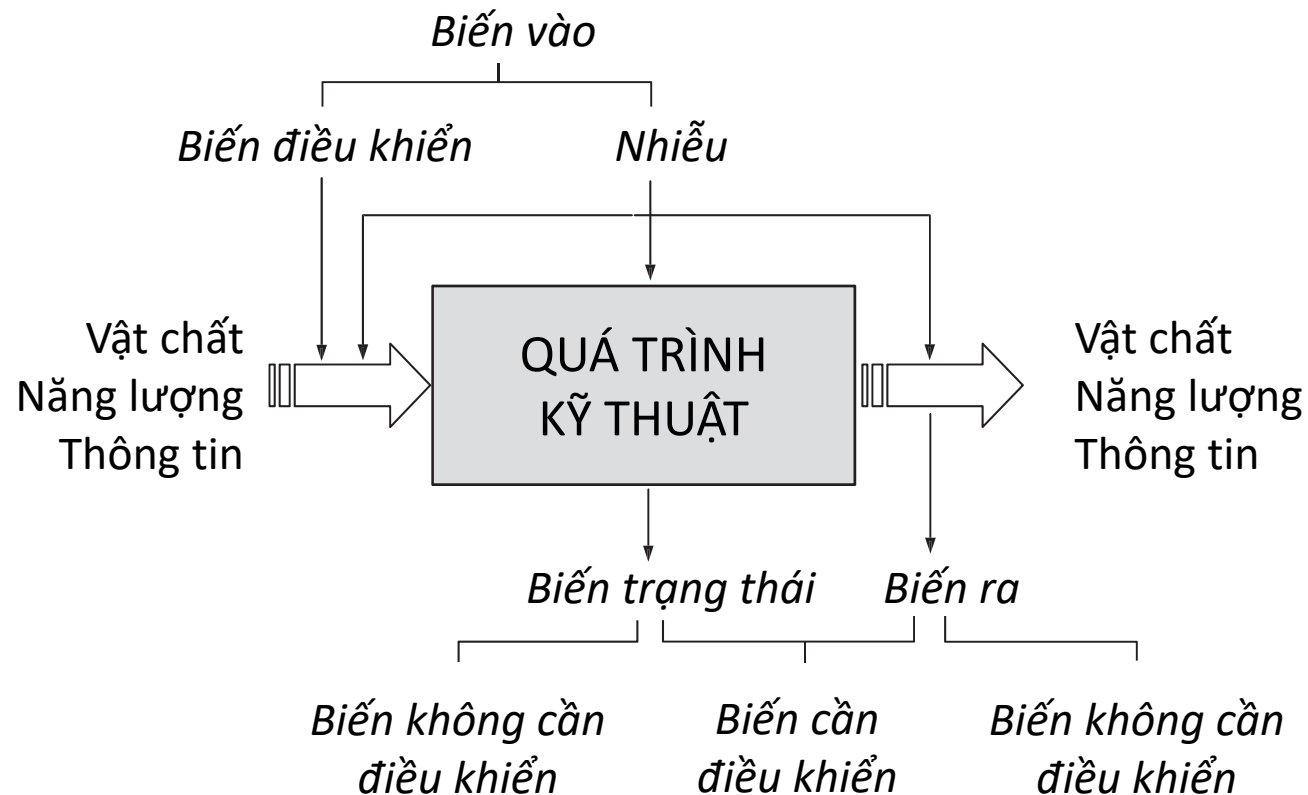 Biến vào
Biến điều khiển
Nhiễu
Vật chất
Năng lượng
Thông tin
QUÁ TRÌNH
KỸ THUẬT
Vật chất
Năng lượng
Thông tin
Biến trạng thái
Biến ra
Biến không cần
điều khiển
Biến cần
điều khiển
Biến không cần
điều khiển